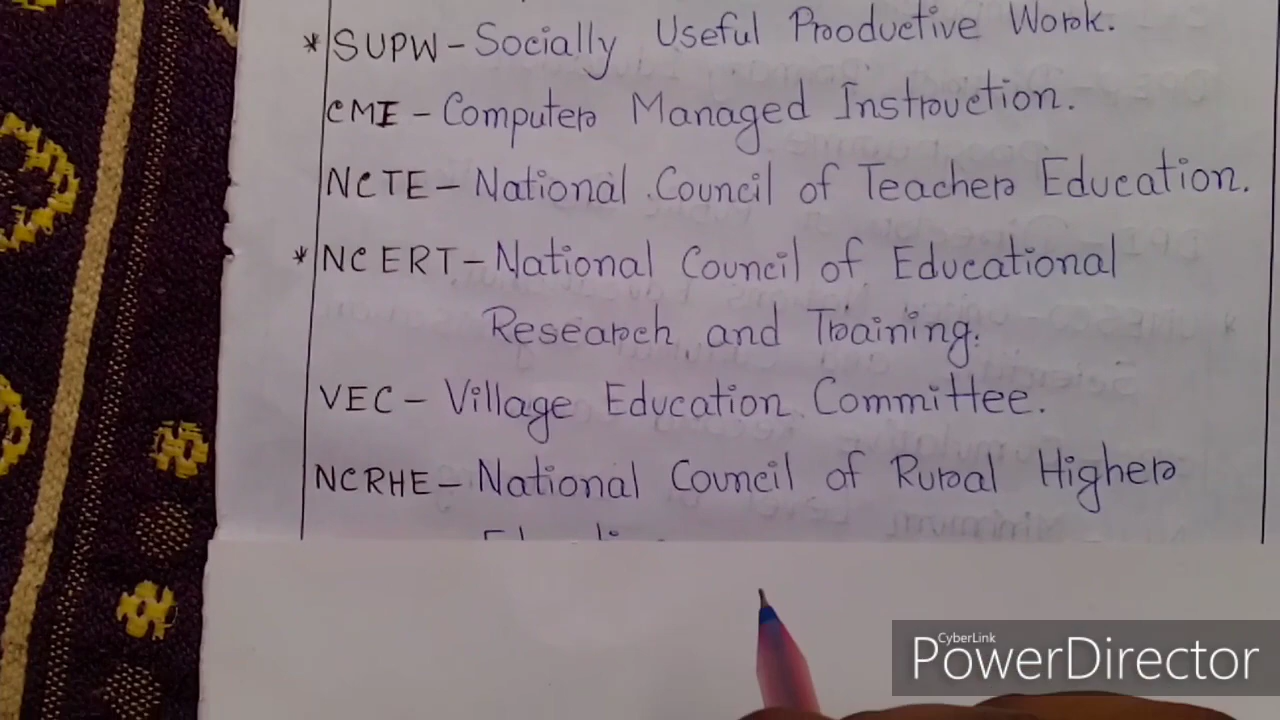 * SUPW - Socially Useful Productive Work.
CMI - Computer Managed Instruction.
NCTE - National Council of Teacher Education.
* NCERT - National Council of Educational
Research and Training.
VEC - Village Education Committee.
NCRHE - National Council of Rural Higher
CyberLink
PowerDirector